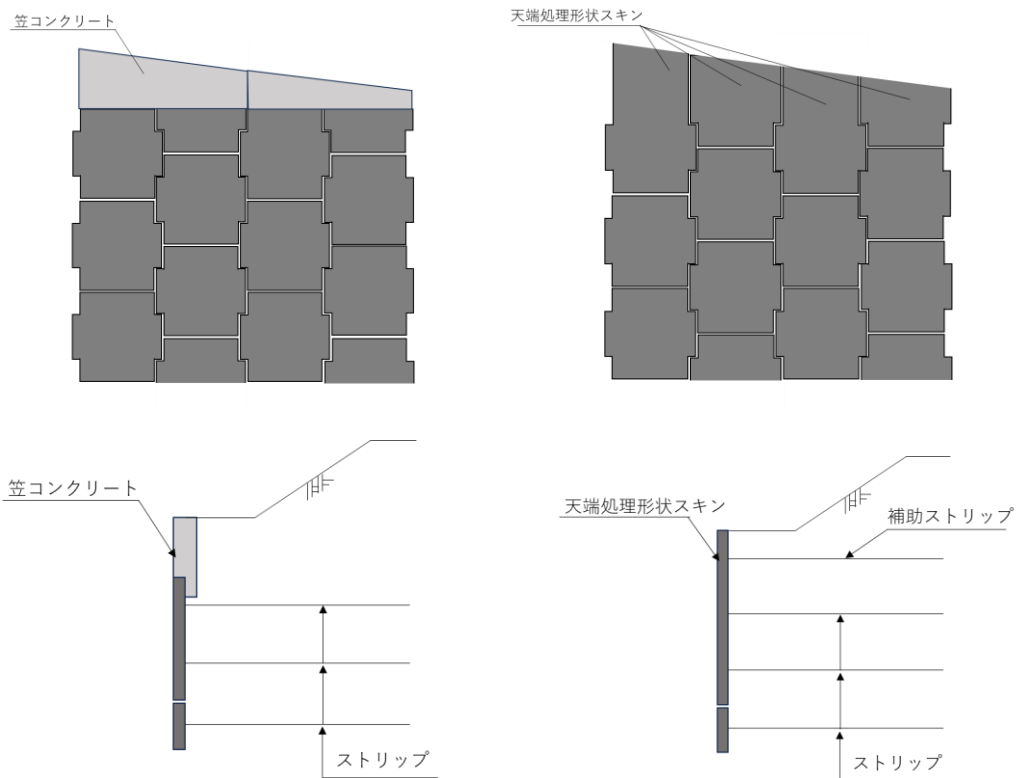 笠コンクリート
天端処理形状スキン
笠コンクリート
ストリップ
天端処理形状スキン
補助ストリップ
ストリップ